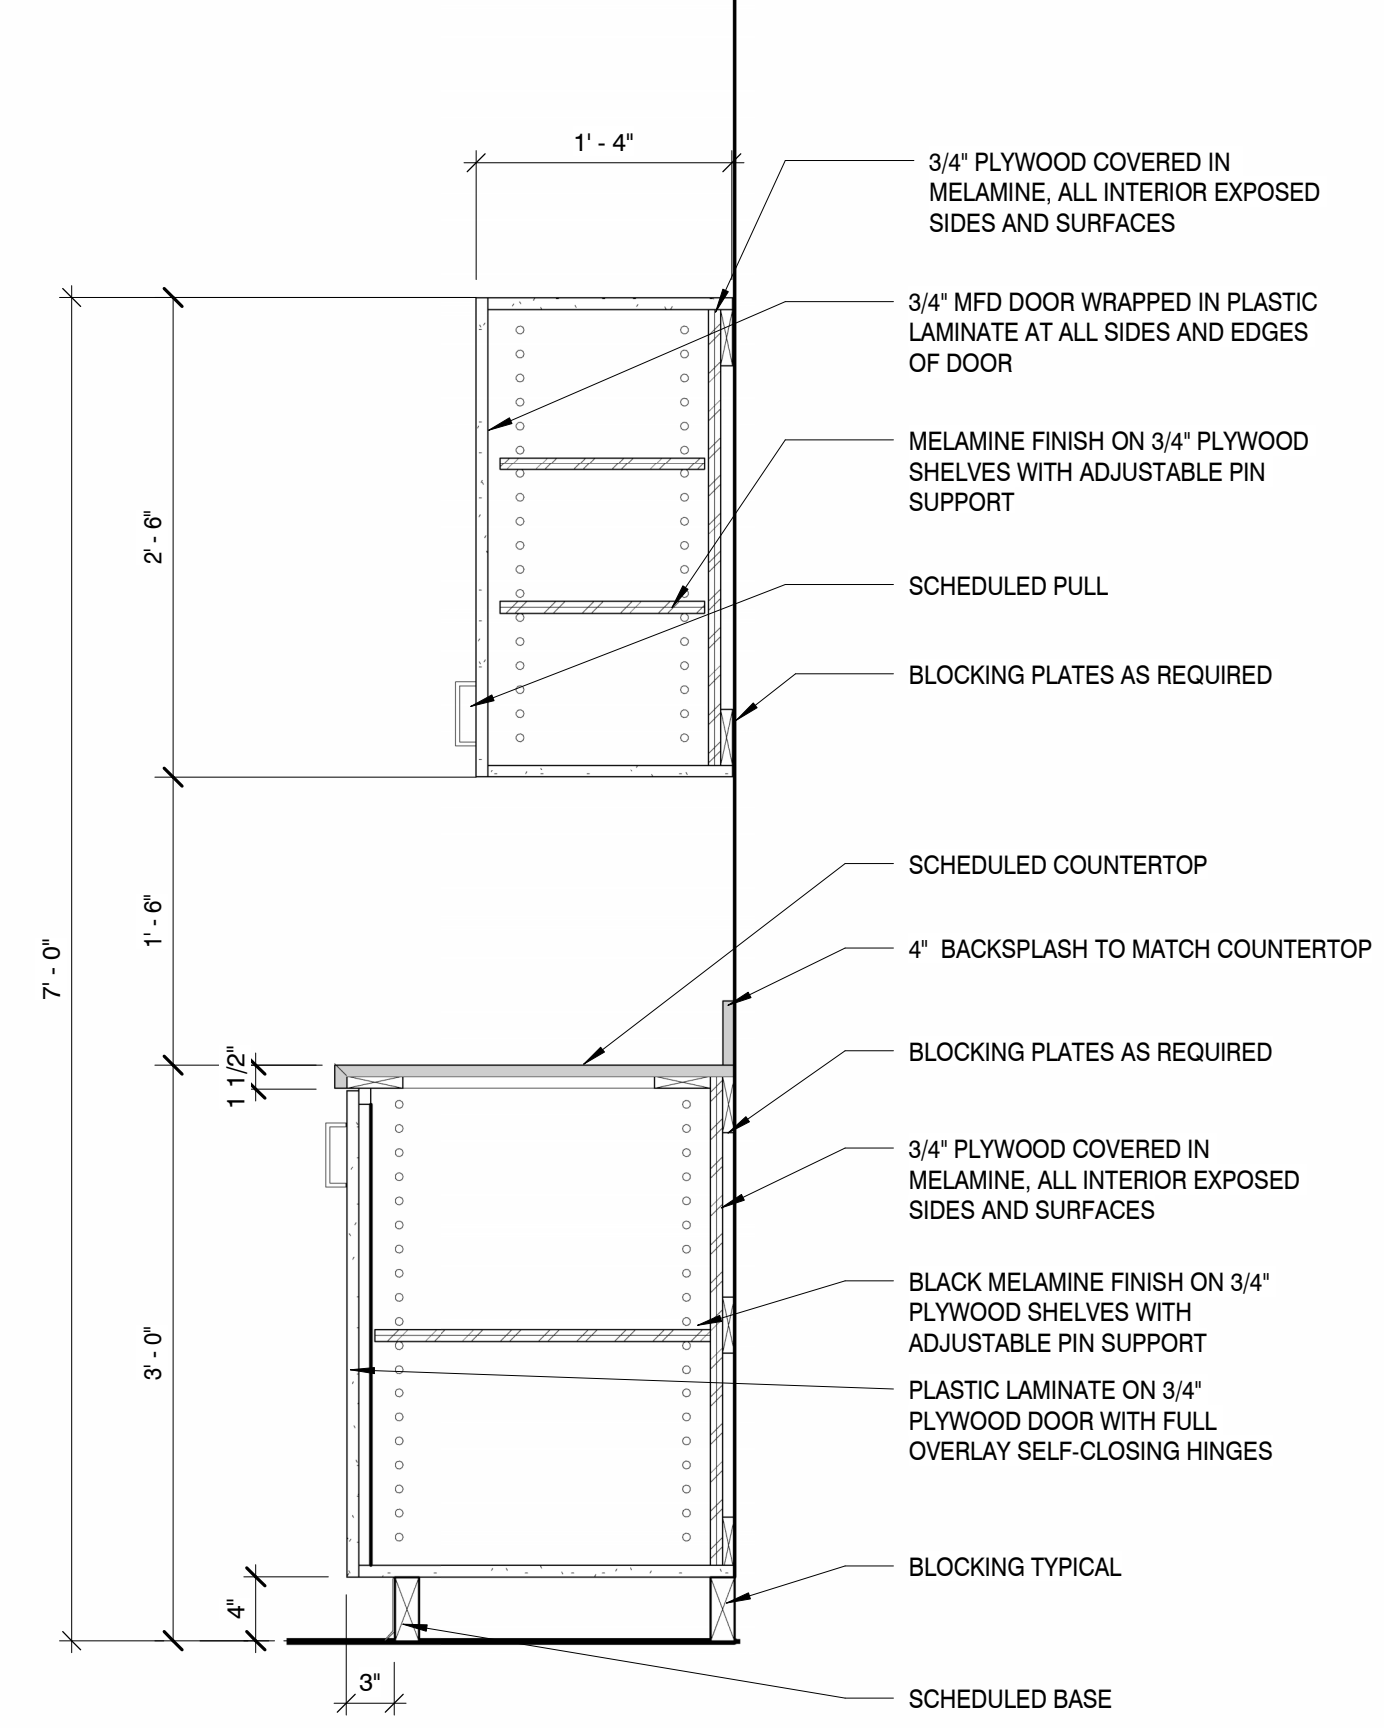 1' - 4"
3/4" PLYWOOD COVERED IN
MELAMINE, ALL INTERIOR EXPOSED
SIDES AND SURFACES
3/4" MFD DOOR WRAPPED IN PLASTIC
LAMINATE AT ALL SIDES AND EDGES
OF DOOR
MELAMINE FINISH ON 3/4" PLYWOOD
SHELVES WITH ADJUSTABLE PIN
SUPPORT
2' - 6"
SCHEDULED PULL
BLOCKING PLATES AS REQUIRED
SCHEDULED COUNTERTOP
1' - 6"
7' - 0"
4" BACKSPLASH TO MATCH COUNTERTOP
BLOCKING PLATES AS REQUIRED
1 1/2"
3/4" PLYWOOD COVERED IN
MELAMINE, ALL INTERIOR EXPOSED
SIDES AND SURFACES
BLACK MELAMINE FINISH ON 3/4"
PLYWOOD SHELVES WITH
ADJUSTABLE PIN SUPPORT
3' - 0"
PLASTIC LAMINATE ON 3/4"
PLYWOOD DOOR WITH FULL
OVERLAY SELF-CLOSING HINGES
BLOCKING TYPICAL
4"
3"
SCHEDULED BASE